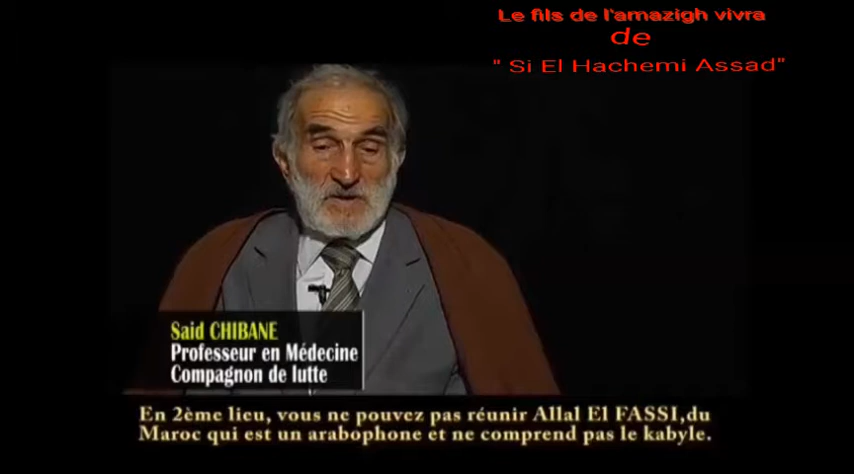 Le fils de l'amazigh vivra
de
" Si El Hachemi Assad"
Said CHIBANE
Professeur en Médecine
Compagnon de lutte
En 2ème lieu, vous ne pouvez pas réunir Allal El FASSI,du
Maroc qui est un arabophone et ne comprend pas le kabyle.